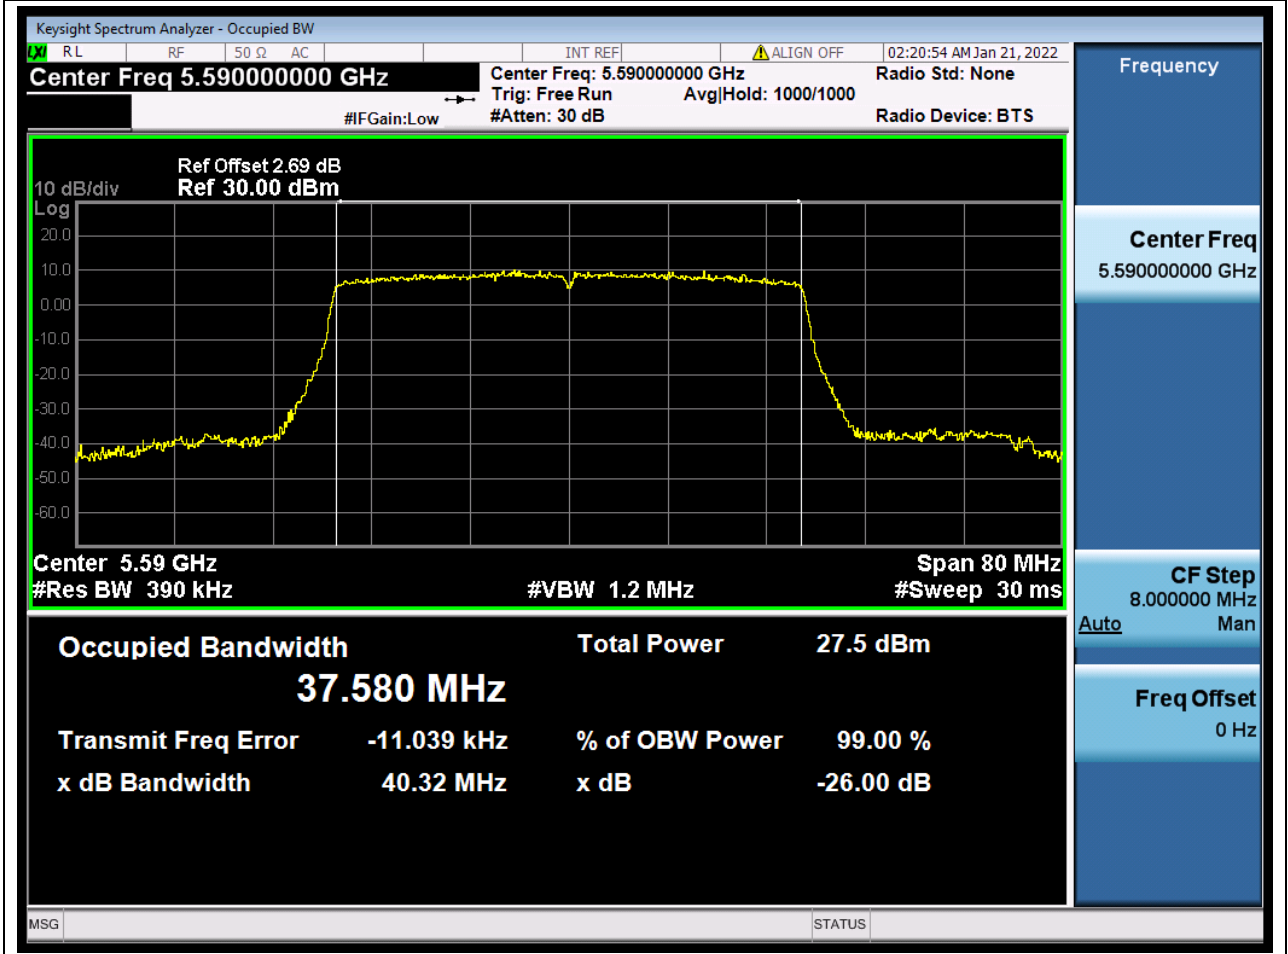 Keysight Spectrum Analyzer - Occupied BW
LXI RL RF 50 Ω AC INT REF ALIGN OFF 02:20:54 AM Jan 21, 2022
Center Freq 5.590000000 GHz
Center Freq: 5.590000000 GHz Radio Std: None
Trig: Free Run Avg|Hold: 1000/1000
#IFGain:Low #Atten: 30 dB Radio Device: BTS
Frequency
Ref Offset 2.69 dB
10 dB/div Ref 30.00 dBm
Log
20.0
10.0
0.00
-10.0
-20.0
-30.0
-40.0
-50.0
-60.0
Center 5.59 GHz Span 80 MHz
#Res BW 390 kHz #VBW 1.2 MHz #Sweep 30 ms
Occupied Bandwidth Total Power 27.5 dBm
37.580 MHz
Transmit Freq Error -11.039 kHz % of OBW Power 99.00 %
x dB Bandwidth 40.32 MHz x dB -26.00 dB
Center Freq
5.590000000 GHz
CF Step
8.000000 MHz
Auto Man
Freq Offset
0 Hz
MSG STATUS